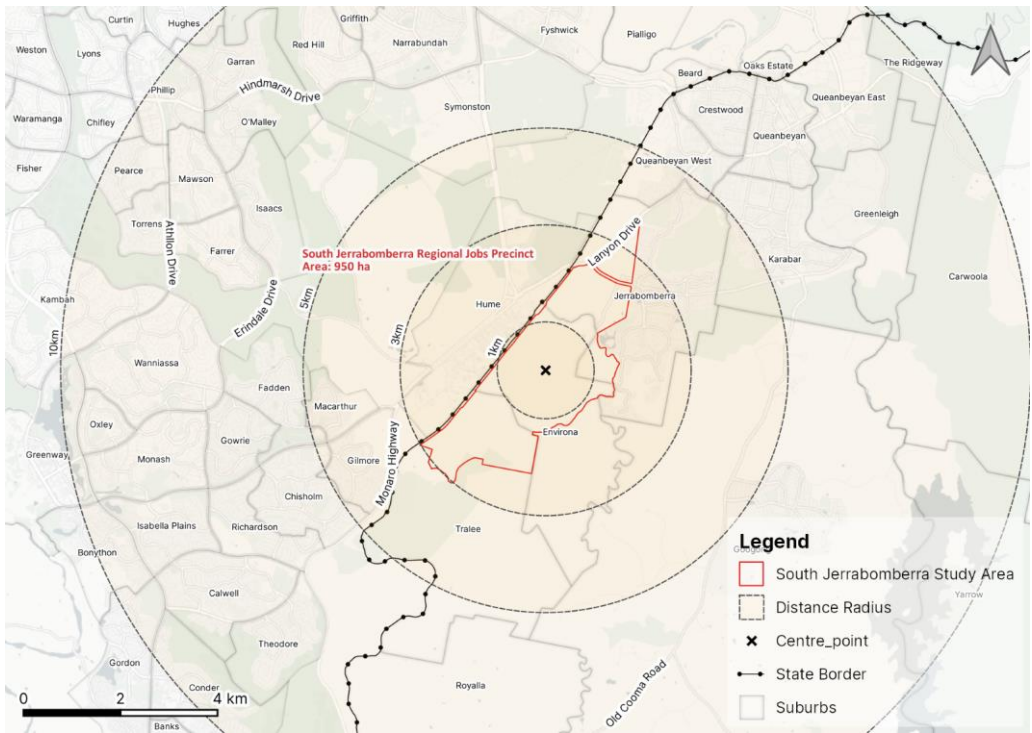 Curtin
Hughes
Griffith
Weston
Lyons
Garran
Red Hill
Narrabundah
Fyshwick
Pialligo
N
The Ridgeway
Oaks Estate
Beard
Phillip
Hindmarsh Drive
Symonston
Crestwood
Queanbeyan East
Waramanga
Chifley
O'Malley
Queanbeyan
Fisher
Pearce
Mawson
Queanbeyan West
Isaacs
Greenleigh
Torrens
Athllon Drive
Farrer
Lanyon Drive
South Jerrabomberra Regional Jobs Precinct
Area: 950 ha
Karabar
Carwoola
Kambah
Erindale Drive
5km
Hume
Jerrabomberra
10km
3km
1km
Wanniassa
Fadden
Macarthur
Oxley
Gowrie
Environa
Greenway
Monash
Gilmore
Monaro Highway
Chisholm
Isabella Plains
Richardson
Tralee
Bonython
Calwell
Yarrow
Theodore
Gordon
Conder
Royalla
Old Cooma Road
Banks
0 2 4 km
Legend
South Jerrabomberra Study Area
Distance Radius
Centre_point
State Border
Suburbs